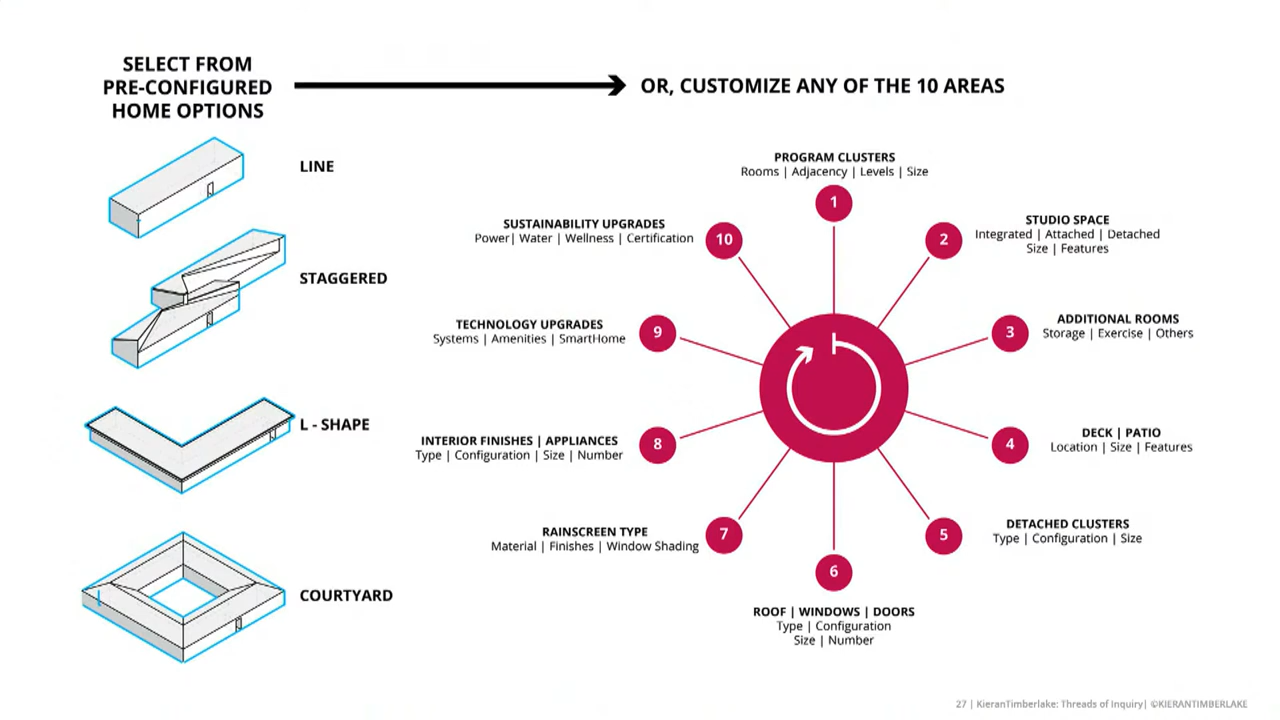 SELECT FROM
PRE-CONFIGURED
HOME OPTIONS
OR, CUSTOMIZE ANY OF THE 10 AREAS
LINE
STAGGERED
L - SHAPE
COURTYARD
PROGRAM CLUSTERS
Rooms | Adjacency | Levels | Size
1
STUDIO SPACE
Integrated | Attached | Detached
Size | Features
2
ADDITIONAL ROOMS
Storage | Exercise | Others
3
DECK | PATIO
Location | Size | Features
4
DETACHED CLUSTERS
Type | Configuration | Size
5
6
ROOF | WINDOWS | DOORS
Type | Configuration
Size | Number
RAINSCREEN TYPE
Material | Finishes | Window Shading
7
INTERIOR FINISHES | APPLIANCES
Type | Configuration | Size | Number
8
TECHNOLOGY UPGRADES
Systems | Amenities | SmartHome
9
SUSTAINABILITY UPGRADES
Power| Water | Wellness | Certification
10
27 | KieranTimberlake: Threads of Inquiry| ©KIERANTIMBERLAKE